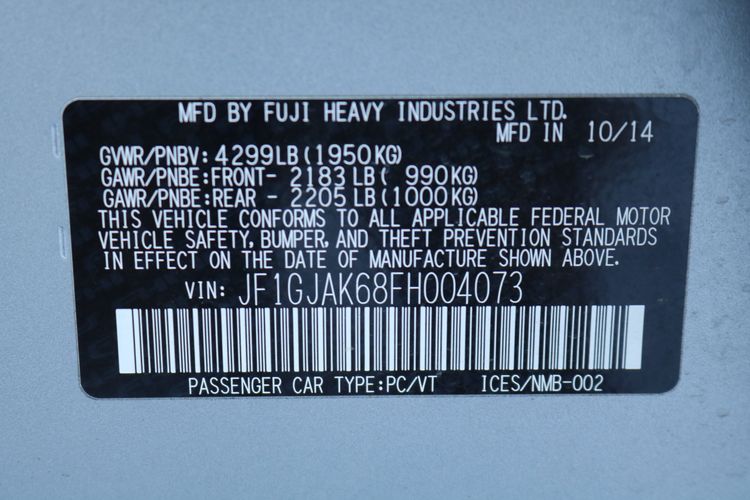 MFD BY FUJI HEAVY INDUSTRIES LTD.
MFD IN 10/14
GVWR/PNBV: 4299LB (1950KG)
GAWR/PNBE: FRONT- 2183 LB ( 990KG)
GAWR/PNBE: REAR - 2205 LB (1000KG)
THIS VEHICLE CONFORMS TO ALL APPLICABLE FEDERAL MOTOR
VEHICLE SAFETY, BUMPER, AND THEFT PREVENTION STANDARDS
IN EFFECT ON THE DATE OF MANUFACTURE SHOWN ABOVE.
VIN: JF1GJAK68FH004073
PASSENGER CAR TYPE:PC/VT ICES/NMB-002